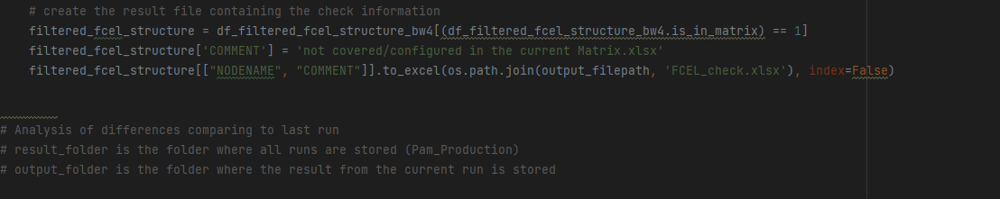 # create the result file containing the check information
filtered_fcel_structure = df_filtered_fcel_structure_bw4[(df_filtered_fcel_structure_bw4.is_in_matrix) == 1]
filtered_fcel_structure['COMMENT'] = 'not covered/configured in the current Matrix.xlsx'
filtered_fcel_structure[["NODENAME", "COMMENT"]].to_excel(os.path.join(output_filepath, 'FCEL_check.xlsx'), index=False)
# Analysis of differences comparing to last run
# result_folder is the folder where all runs are stored (Pam_Production)
# output_folder is the folder where the result from the current run is stored